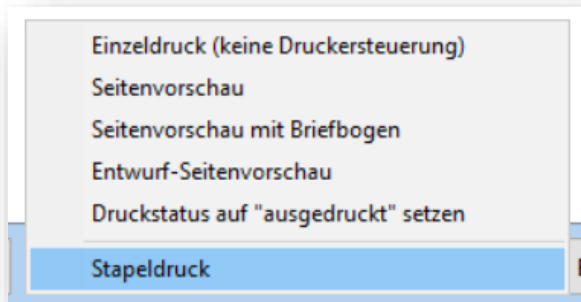 Einzeldruck (keine Druckersteuerung)
Seitenvorschau
Seitenvorschau mit Briefbogen
Entwurf-Seitenvorschau
Druckstatus auf "ausgedruckt" setzen
Stapeldruck